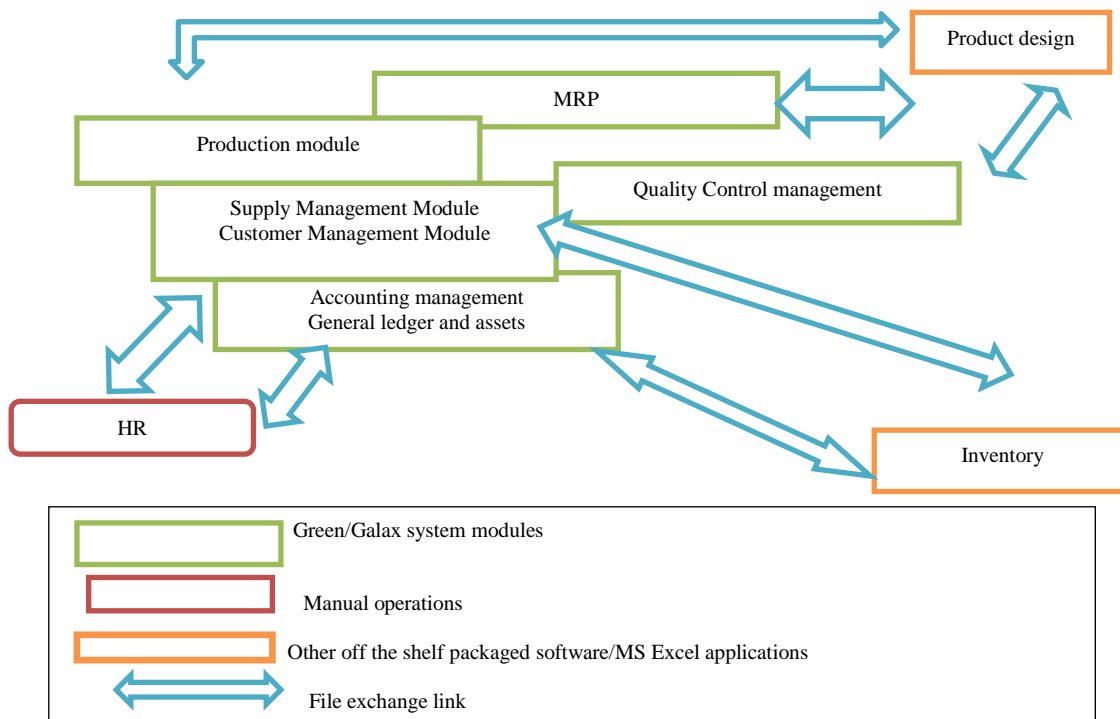 Product design
MRP
Production module
Quality Control management
Supply Management Module
Customer Management Module
Accounting management
General ledger and assets
HR
Inventory
Green/Galax system modules
Manual operations
Other off the shelf packaged software/MS Excel applications
File exchange link